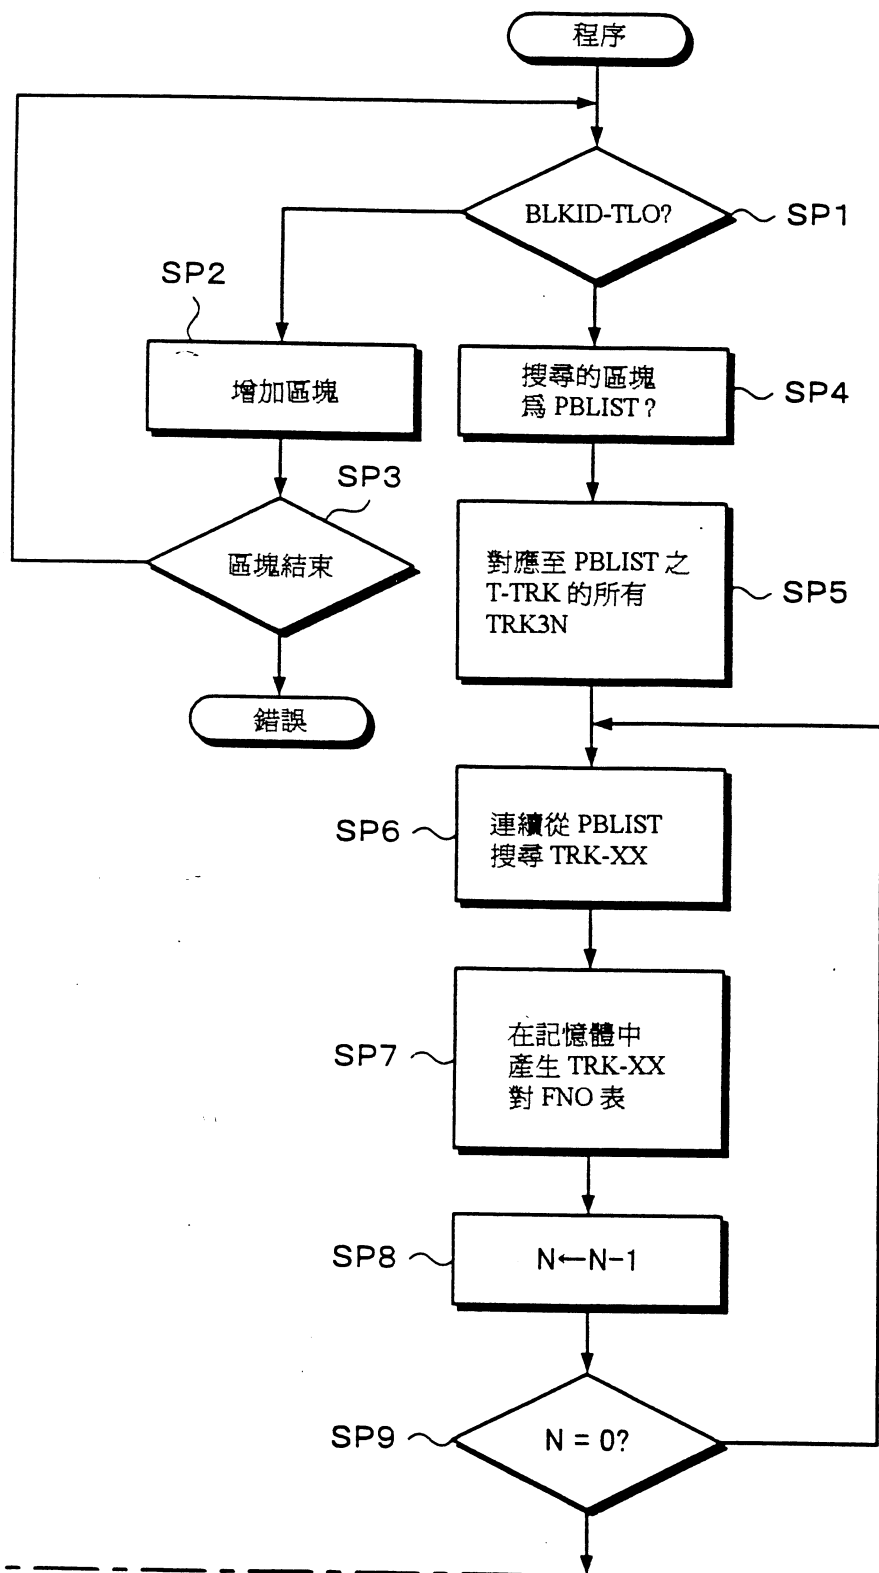 程序
BLKID-TLO?
SP1
SP2
增加區塊
搜尋的區塊
爲 PBLIST?
SP4
SP3
區塊結束
對應至 PBLIST 之
T-TRK 的所有
TRK3N
SP5
錯誤
SP6
連續從 PBLIST
搜尋 TRK-XX
SP7
在記憶體中
產生 TRK-XX
對 FNO 表
SP8
N←N-1
SP9
N = 0?